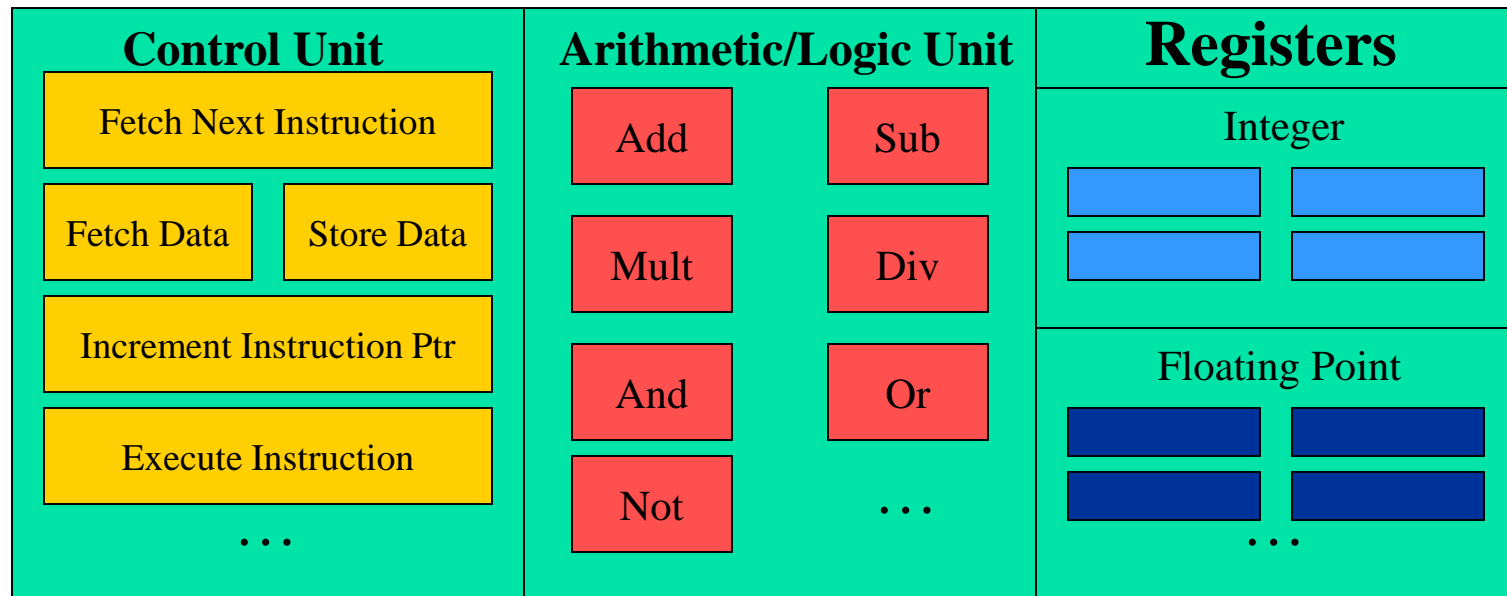 Control Unit
Fetch Next Instruction
Fetch Data
Store Data
Increment Instruction Ptr
Execute Instruction
...
Arithmetic/Logic Unit
Add
Sub
Mult
Div
And
Or
Not
...
Registers
Integer
Floating Point
...